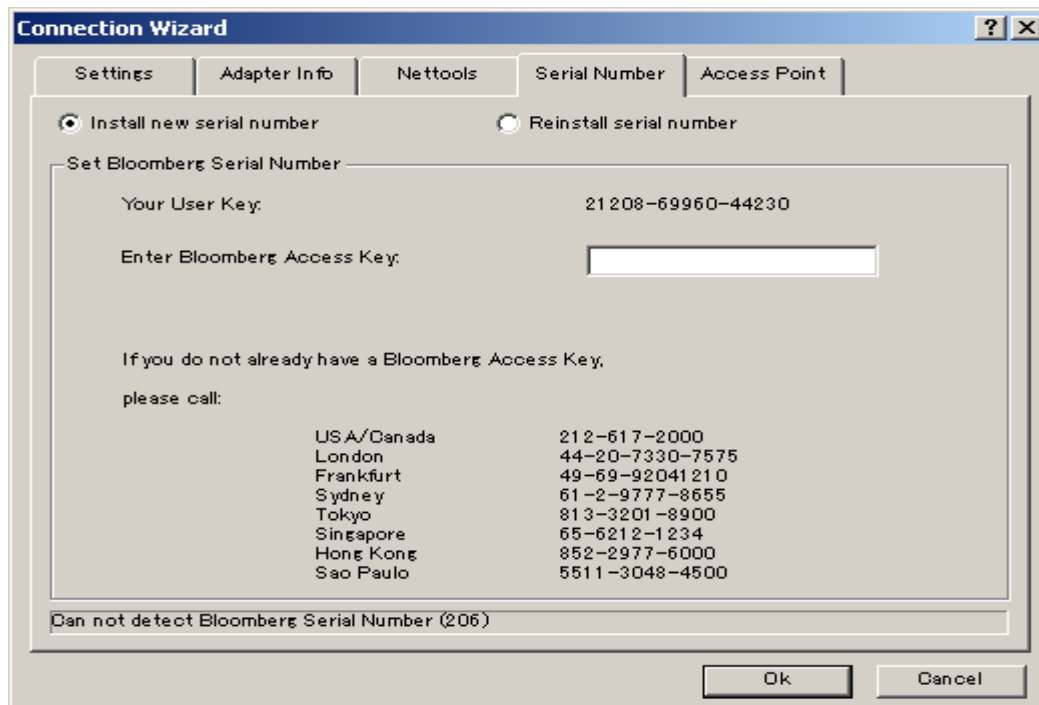 Connection Wizard
Settings Adapter Info Nettools Serial Number Access Point
Install new serial number Reinstall serial number
Set Bloomberg Serial Number
Your User Key: 21208-69960-44230
Enter Bloomberg Access Key:
If you do not already have a Bloomberg Access Key,
please call:
USA/Canada 212-617-2000
London 44-20-7330-7575
Frankfurt 49-69-92041210
Sydney 61-2-9777-8655
Tokyo 813-3201-8900
Singapore 65-6212-1234
Hong Kong 852-2977-6000
Sao Paulo 5511-3048-4500
Can not detect Bloomberg Serial Number (206)
Ok Cancel